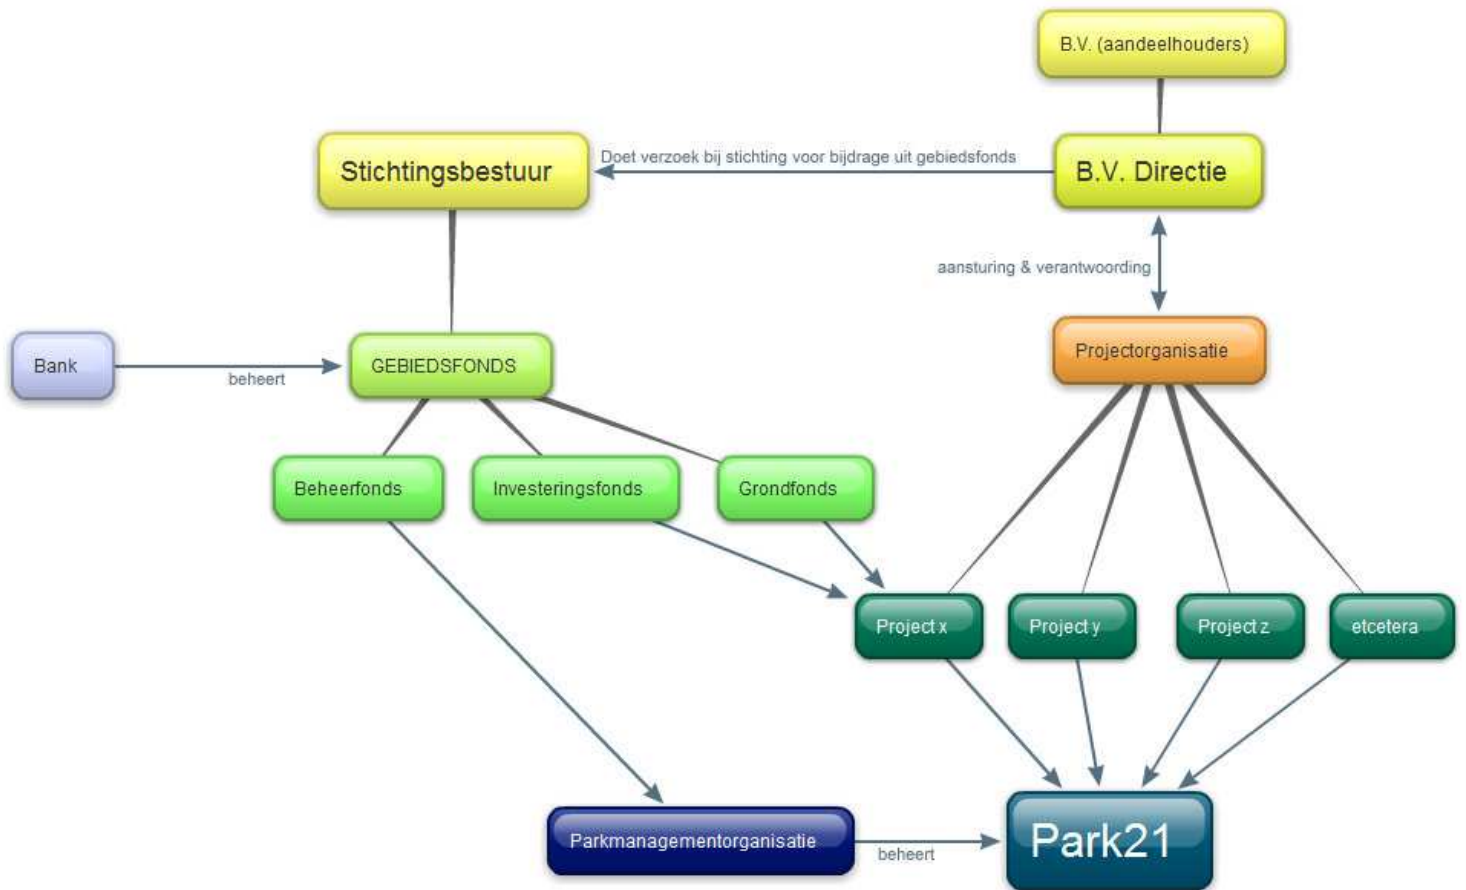 B.V. (aandeelhouders)
Stichtingsbestuur
Doet verzoek bij stichting voor bijdrage uit gebiedsfonds
B.V. Directie
aansturing & verantwoording
Bank
beheert
GEBIEDSFONDS
Projectorganisatie
Beheerfonds
Investeringsfonds
Grondfonds
Project x
Project y
Project z
etcetera
Parkmanagementorganisatie
beheert
Park21